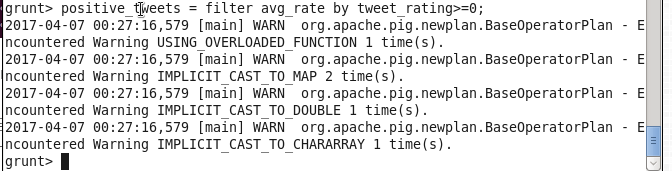 grunt> positive_tweets = filter avg_rate by tweet_rating>=0;
2017-04-07 00:27:16,579 [main] WARN  org.apache.pig.newplan.BaseOperatorPlan - E
ncountered Warning USING_OVERLOADED_FUNCTION 1 time(s).
2017-04-07 00:27:16,579 [main] WARN  org.apache.pig.newplan.BaseOperatorPlan - E
ncountered Warning IMPLICIT_CAST_TO_MAP 2 time(s).
2017-04-07 00:27:16,579 [main] WARN  org.apache.pig.newplan.BaseOperatorPlan - E
ncountered Warning IMPLICIT_CAST_TO_DOUBLE 1 time(s).
2017-04-07 00:27:16,579 [main] WARN  org.apache.pig.newplan.BaseOperatorPlan - E
ncountered Warning IMPLICIT_CAST_TO_CHARARRAY 1 time(s).
grunt>